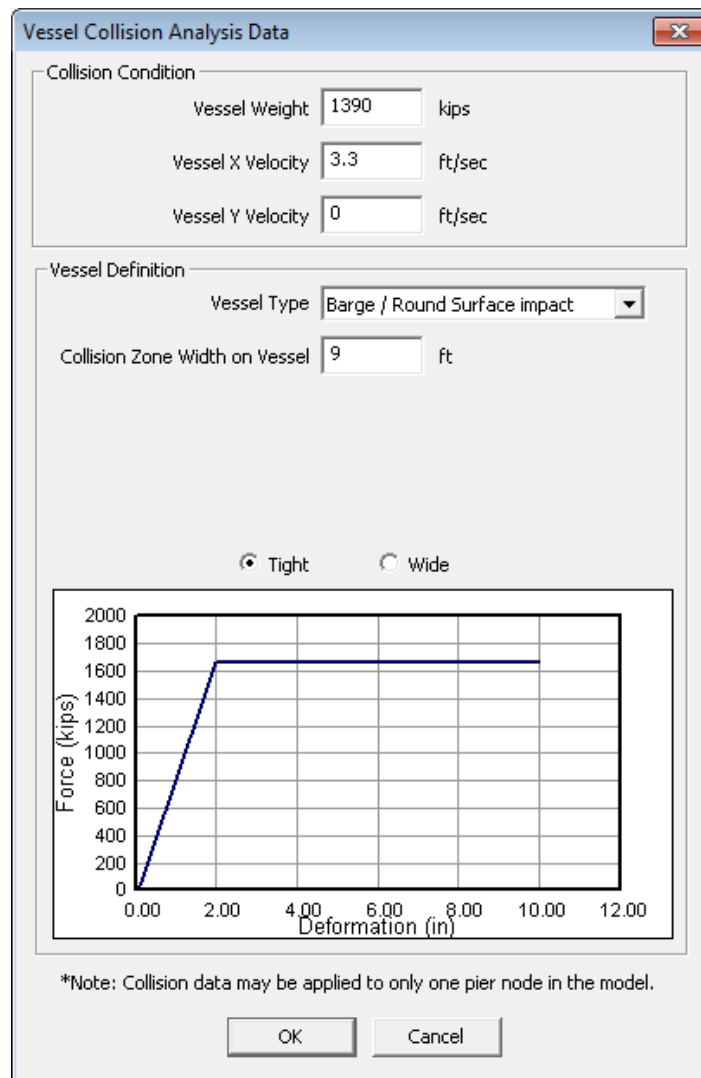 Vessel Collision Analysis Data
Collision Condition
Vessel Weight 1390 kips
Vessel X Velocity 3.3 ft/sec
Vessel Y Velocity 0 ft/sec
Vessel Definition
Vessel Type Barge / Round Surface impact
Collision Zone Width on Vessel 9 ft
Tight Wide
2000
1800
1600
1400
1200
1000
800
600
400
200
0
Force (kips)
0.00 2.00 4.00 6.00 8.00 10.00 12.00
Deformation (in)
*Note: Collision data may be applied to only one pier node in the model.
OK Cancel